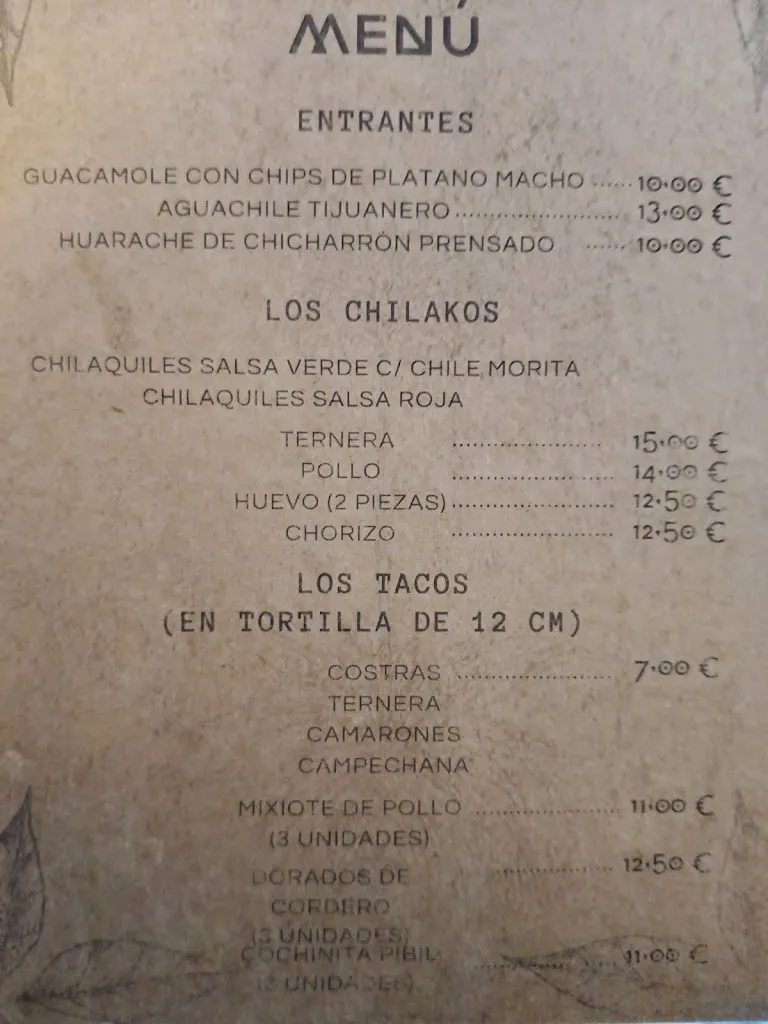 MENÚ
ENTRANTES
GUACAMOLE CON CHIPS DE PLATANO MACHO ...... 10.00 €
AGUACHILE TIJUANERO ........................ 13.00 €
HUARACHE DE CHICHARRÓN PRENSADO ...... 10.00 €
LOS CHILAKOS
CHILAQUILES SALSA VERDE C/ CHILE MORITA
CHILAQUILES SALSA ROJA
TERNERA ........................ 15.00 €
POLLO ........................ 14.00 €
HUEVO (2 PIEZAS) ........................ 12.50 €
CHORIZO ........................ 12.50 €
LOS TACOS
(EN TORTILLA DE 12 CM)
COSTRAS ........................ 7.00 €
TERNERA
CAMARONES
CAMPECHANA
MIXIOTE DE POLLO ...................... 11.00 €
(3 UNIDADES)
DORADOS DE ................. 12.50 €
CORDERO
(3 UNIDADES)
COCHINITA PIBIL ................. 11.00 €
(3 UNIDADES)